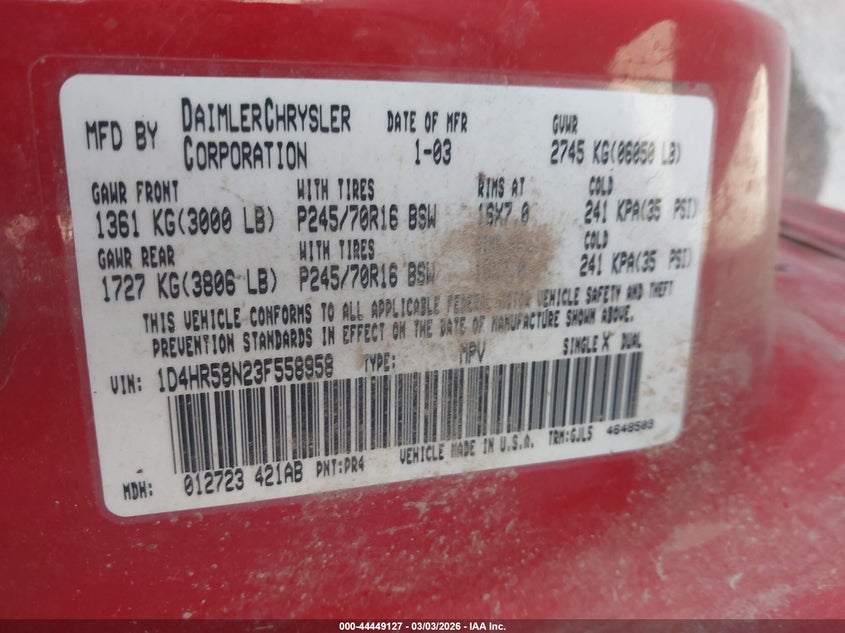 MFD BY DAIMLERCHRYSLER CORPORATION DATE OF MFR 1-03 GVWR 2745 KG(06050 LB)
GAWR FRONT WITH TIRES RIMS AT COLD
1361 KG(3000 LB) P245/70R16 BSW 16X7.0 241 KPA(35 PSI)
GAWR REAR WITH TIRES COLD
1727 KG(3806 LB) P245/70R16 BSW 241 KPA(35 PSI)
THIS VEHICLE CONFORMS TO ALL APPLICABLE FEDERAL MOTOR VEHICLE SAFETY AND THEFT
PREVENTION STANDARDS IN EFFECT ON THE DATE OF MANUFACTURE SHOWN ABOVE.
VIN: 1D4HR58N23F558958 TYPE: MPV SINGLE X DUAL
MDH: 012723 421AB PNT:PR4 VEHICLE MADE IN U.S.A. TRM:GJL5 4648503
000-44449127 - 03/03/2026 - IAA Inc.